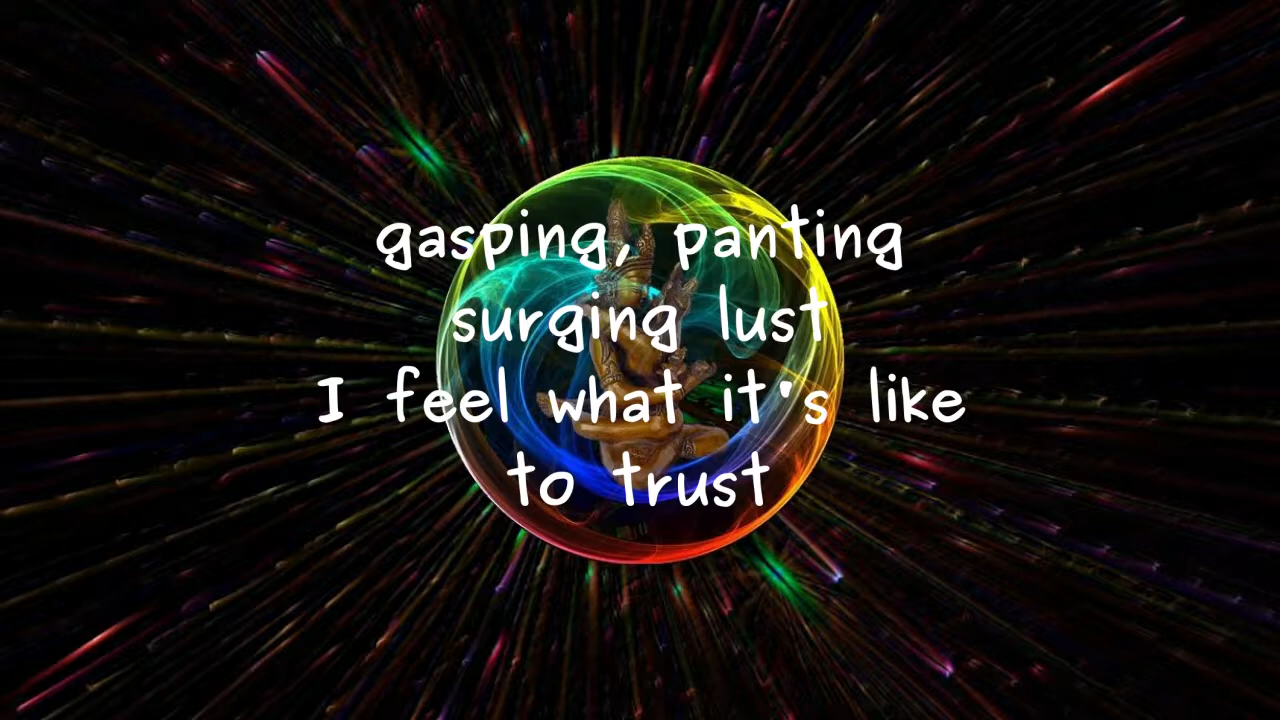 gasping, panting
surging lust
I feel what it's like
to trust